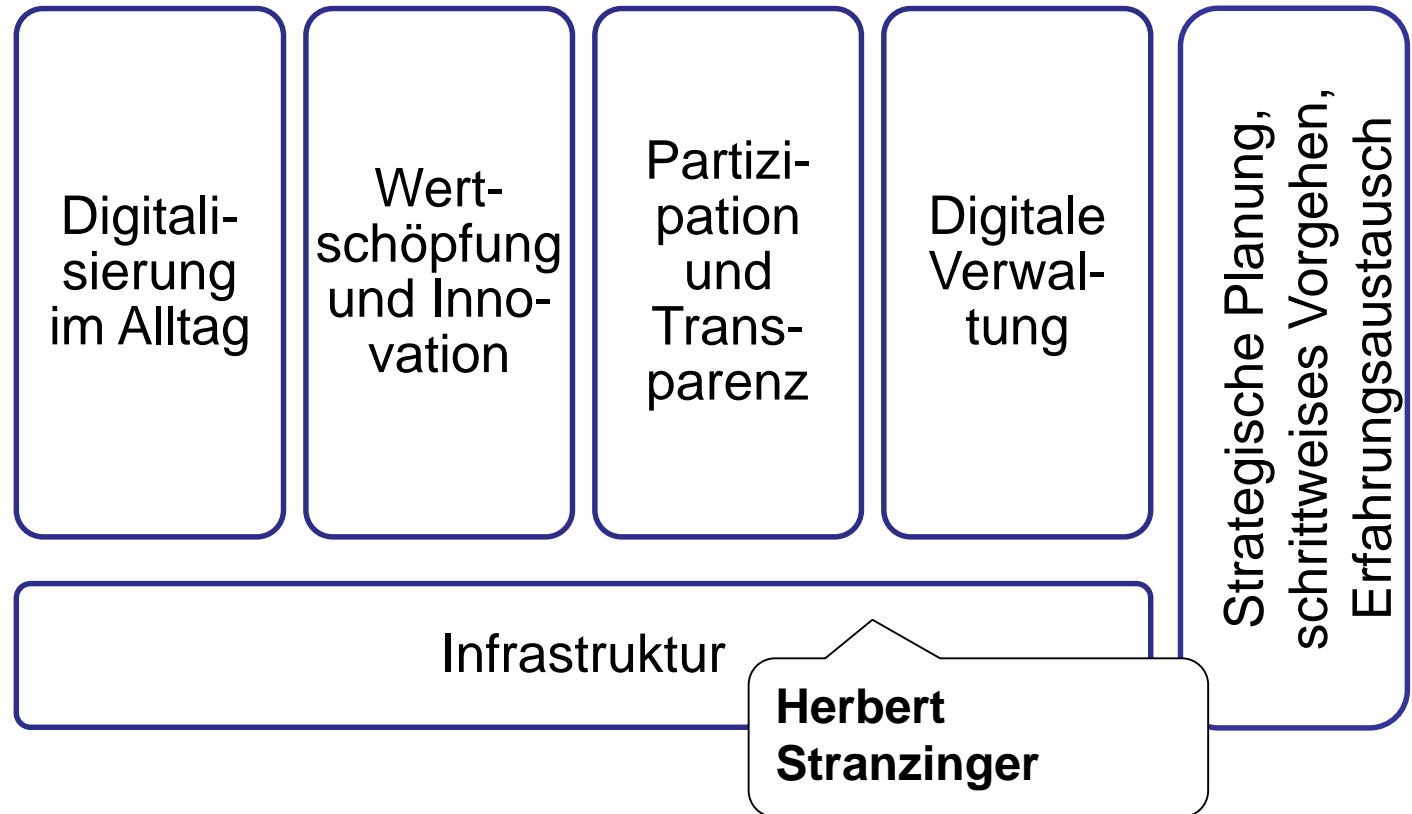 Digitali-
sierung
im Alltag
Wert-
schöpfung
und Inno-
vation
Partizi-
pation
und
Trans-
parenz
Digitale
Verwal-
tung
Strategische Planung,
schrittweises Vorgehen,
Erfahrungsaustausch
Infrastruktur
Herbert
Stranzinger